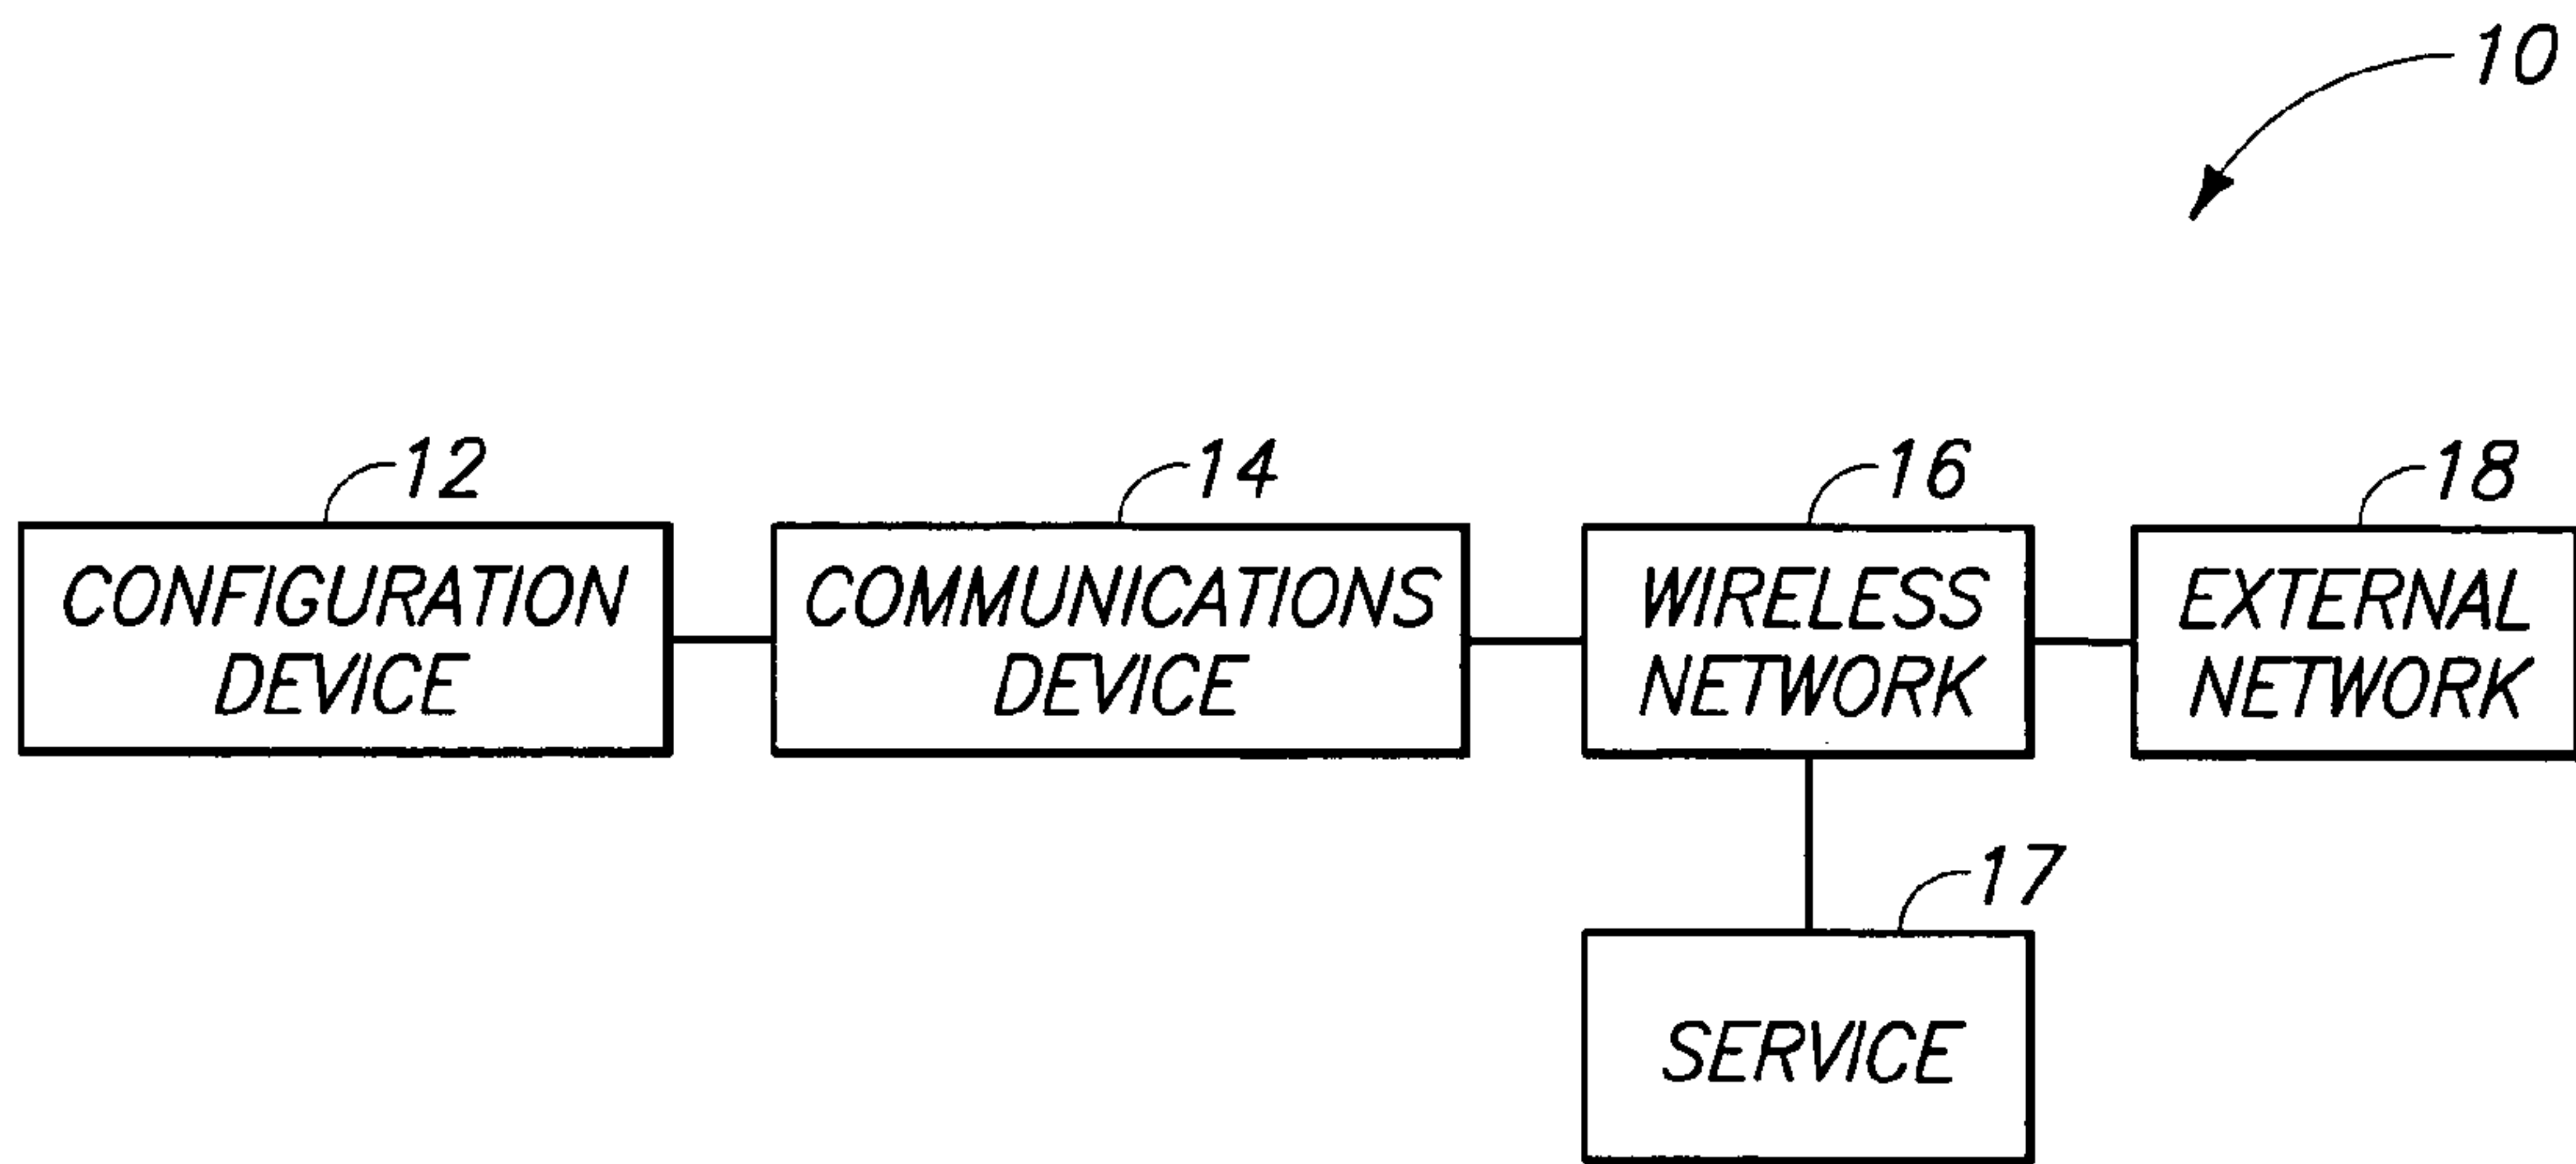 10
12
14
16
18
CONFIGURATION
DEVICE
COMMUNICATIONS
DEVICE
WIRELESS
NETWORK
EXTERNAL
NETWORK
17
SERVICE